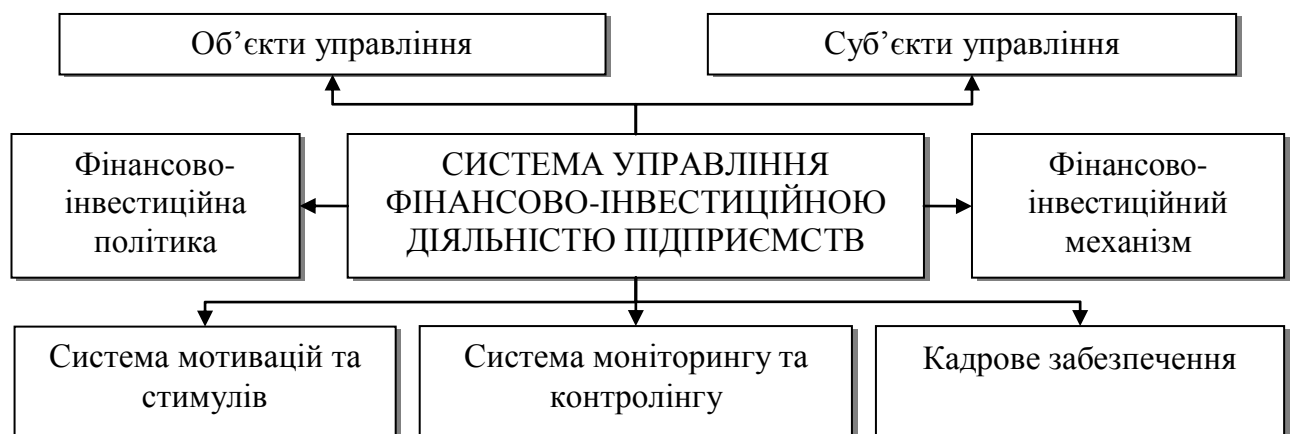 Об’єкти управління
Суб’єкти управління
Фінансово-
інвестиційна
політика
СИСТЕМА УПРАВЛІННЯ
ФІНАНСОВО-ІНВЕСТИЦІЙНОЮ
ДІЯЛЬНІСТЮ ПІДПРИЄМСТВ
Фінансово-
інвестиційний
механізм
Система мотивацій та
стимулів
Система моніторингу та
контролінгу
Кадрове забезпечення